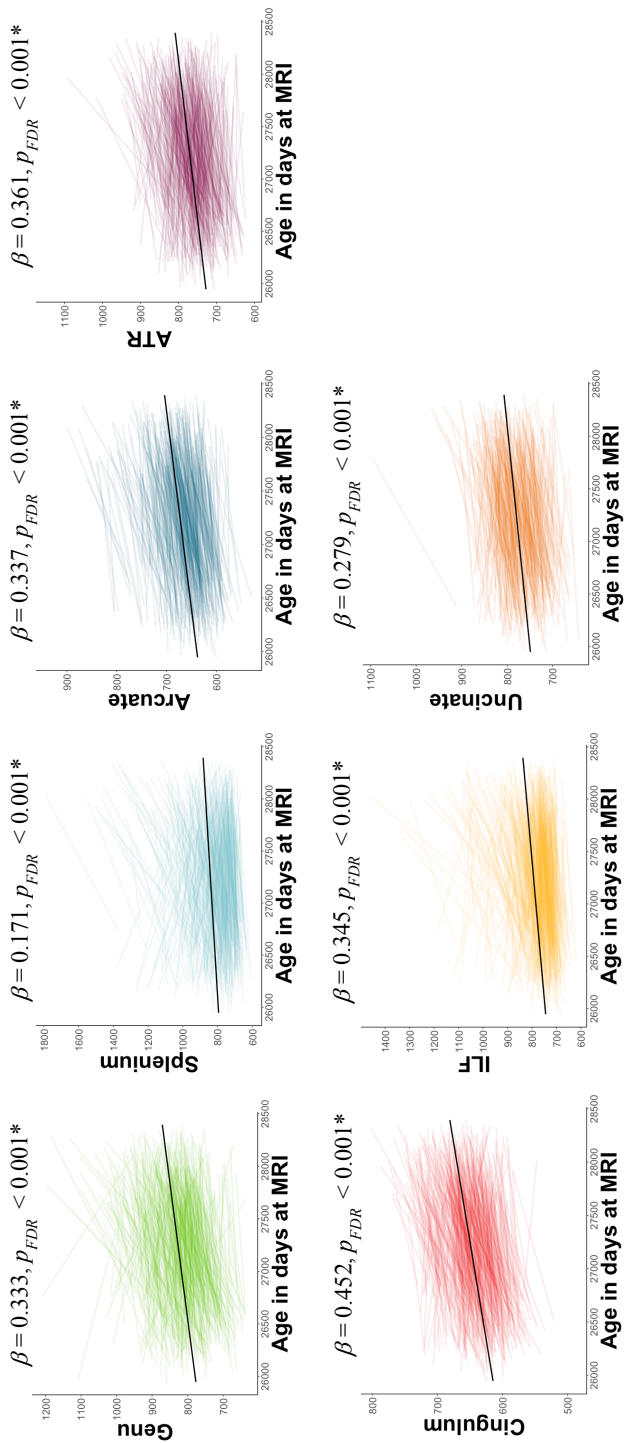 β = 0.333, p_FDR < 0.001*
Genu
1200
1100
1000
900
800
700
26000 26500 27000 27500 28000 28500
Age in days at MRI
β = 0.171, p_FDR < 0.001*
Splenium
1800
1600
1400
1200
1000
800
600
26000 26500 27000 27500 28000 28500
Age in days at MRI
β = 0.337, p_FDR < 0.001*
Arcuate
900
800
700
600
26000 26500 27000 27500 28000 28500
Age in days at MRI
β = 0.361, p_FDR < 0.001*
ATR
1100
1000
900
800
700
600
26000 26500 27000 27500 28000 28500
Age in days at MRI
β = 0.452, p_FDR < 0.001*
Cingulum
800
700
600
500
26000 26500 27000 27500 28000 28500
Age in days at MRI
β = 0.345, p_FDR < 0.001*
ILF
1400
1300
1200
1100
1000
900
800
700
600
26000 26500 27000 27500 28000 28500
Age in days at MRI
β = 0.279, p_FDR < 0.001*
Uncinate
1100
1000
900
800
700
26000 26500 27000 27500 28000 28500
Age in days at MRI